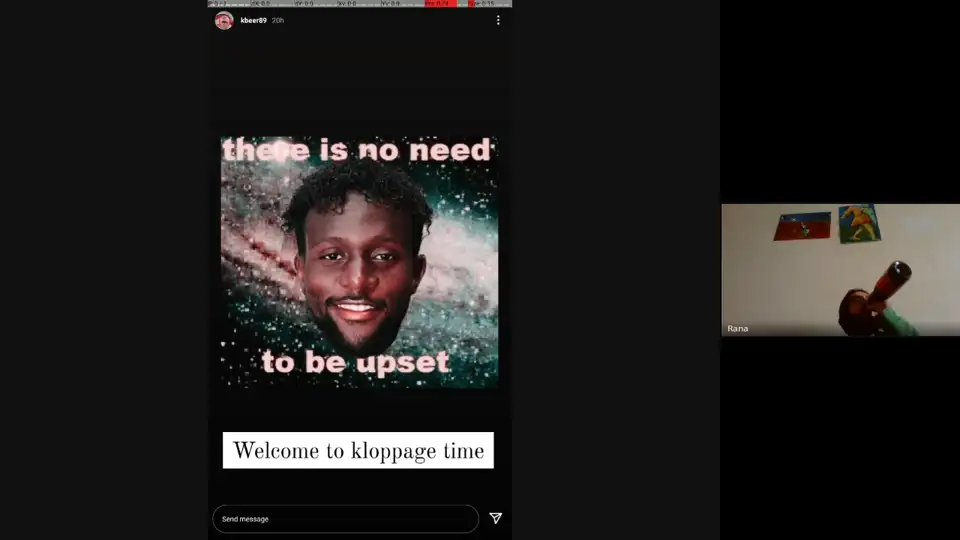 kbeer89 20h
there is no need
to be upset
Welcome to kloppage time
Send message
Rana